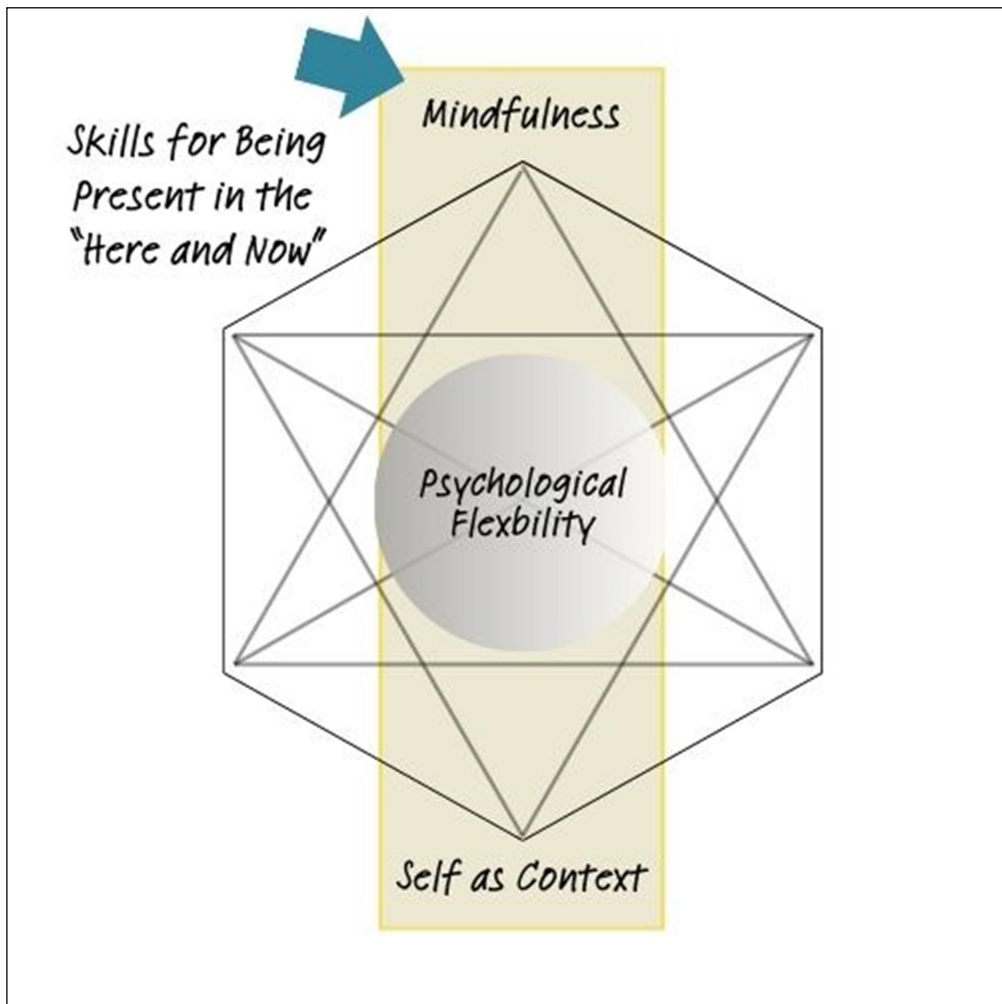 Mindfulness
Skills for Being
Present in the
"Here and Now"
Psychological
Flexbility
Self as Context